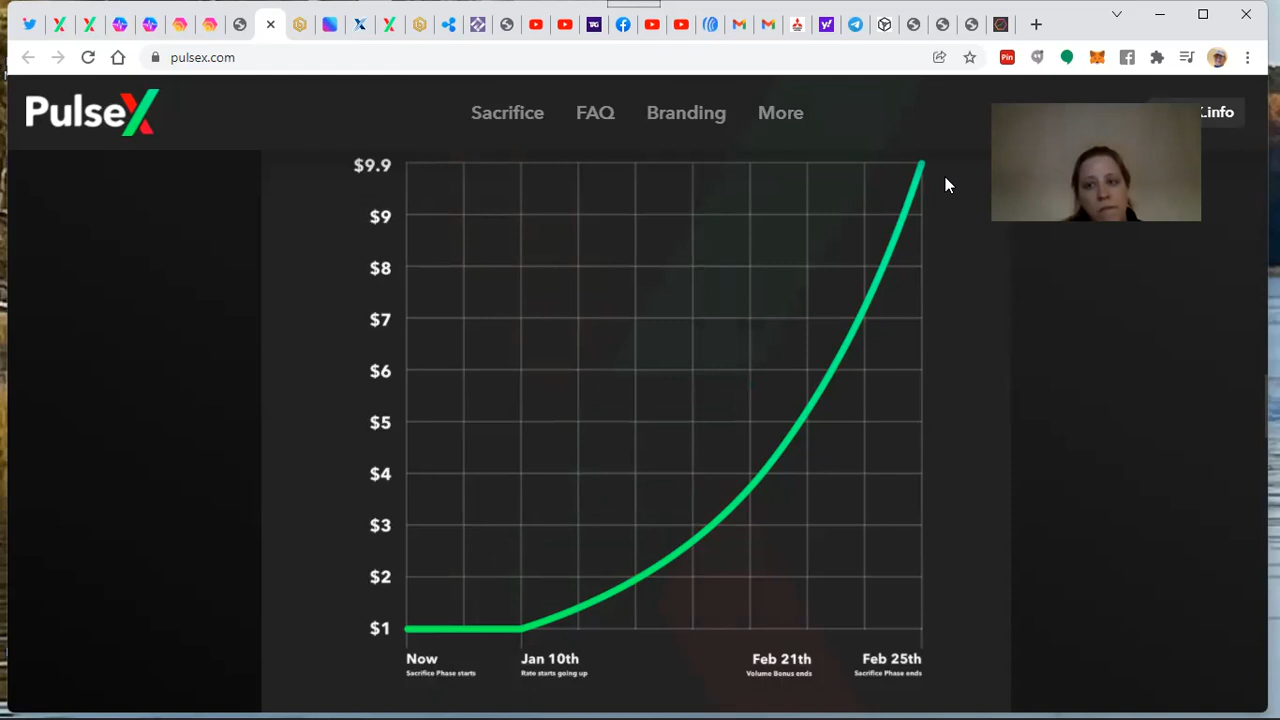 pulsex.com
Pin
PulseX
Sacrifice FAQ Branding More
.info
$9.9
$9
$8
$7
$6
$5
$4
$3
$2
$1
Now Jan 10th Feb 21th Feb 25th
Sacrifice Phase starts Rate starts going up Volume Bonus ends Sacrifice Phase ends